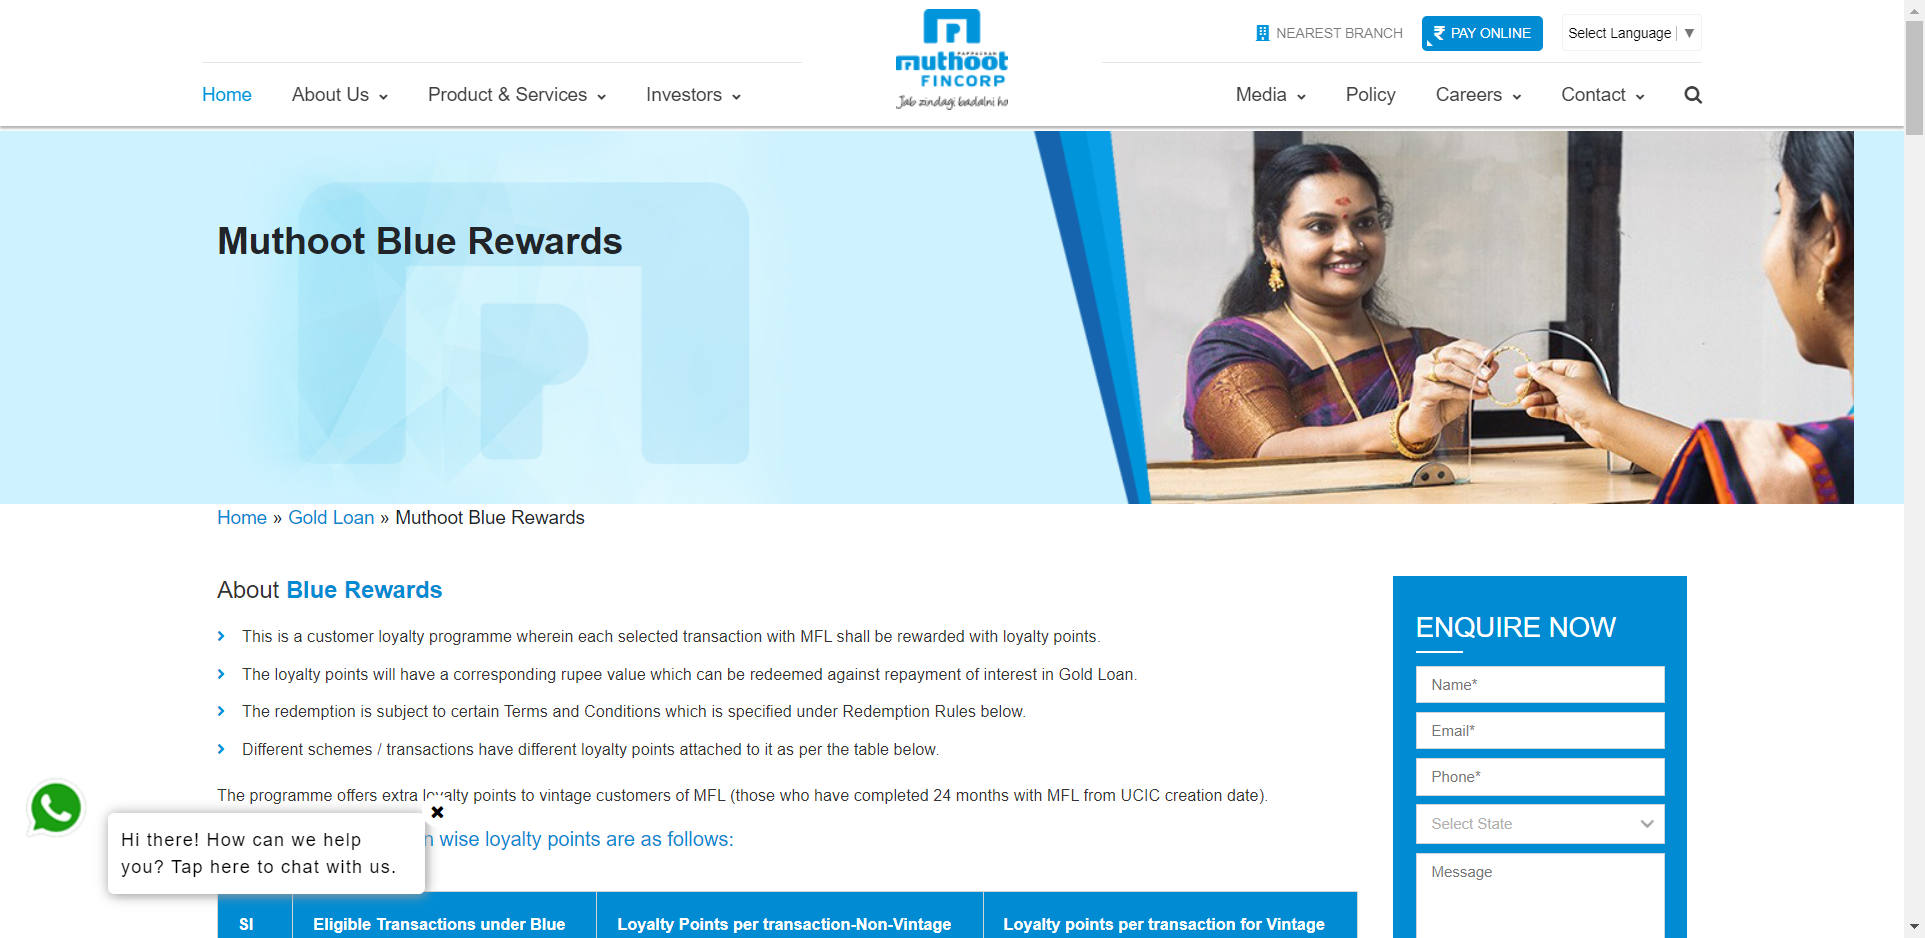 NEAREST BRANCH
PAY ONLINE
Select Language ▼
Home
About Us
Product & Services
Investors
PAPPACHAN
muthoot
FINCORP
Jab zindagi badalni ho
Media
Policy
Careers
Contact
Muthoot Blue Rewards
Home » Gold Loan » Muthoot Blue Rewards
About Blue Rewards
This is a customer loyalty programme wherein each selected transaction with MFL shall be rewarded with loyalty points.
The loyalty points will have a corresponding rupee value which can be redeemed against repayment of interest in Gold Loan.
The redemption is subject to certain Terms and Conditions which is specified under Redemption Rules below.
Different schemes / transactions have different loyalty points attached to it as per the table below.
The programme offers extra loyalty points to vintage customers of MFL (those who have completed 24 months with MFL from UCIC creation date).
wise loyalty points are as follows:
SI
Eligible Transactions under Blue
Loyalty Points per transaction-Non-Vintage
Loyalty points per transaction for Vintage
ENQUIRE NOW
Name*
Email*
Phone*
Select State
Message
Hi there! How can we help
you? Tap here to chat with us.